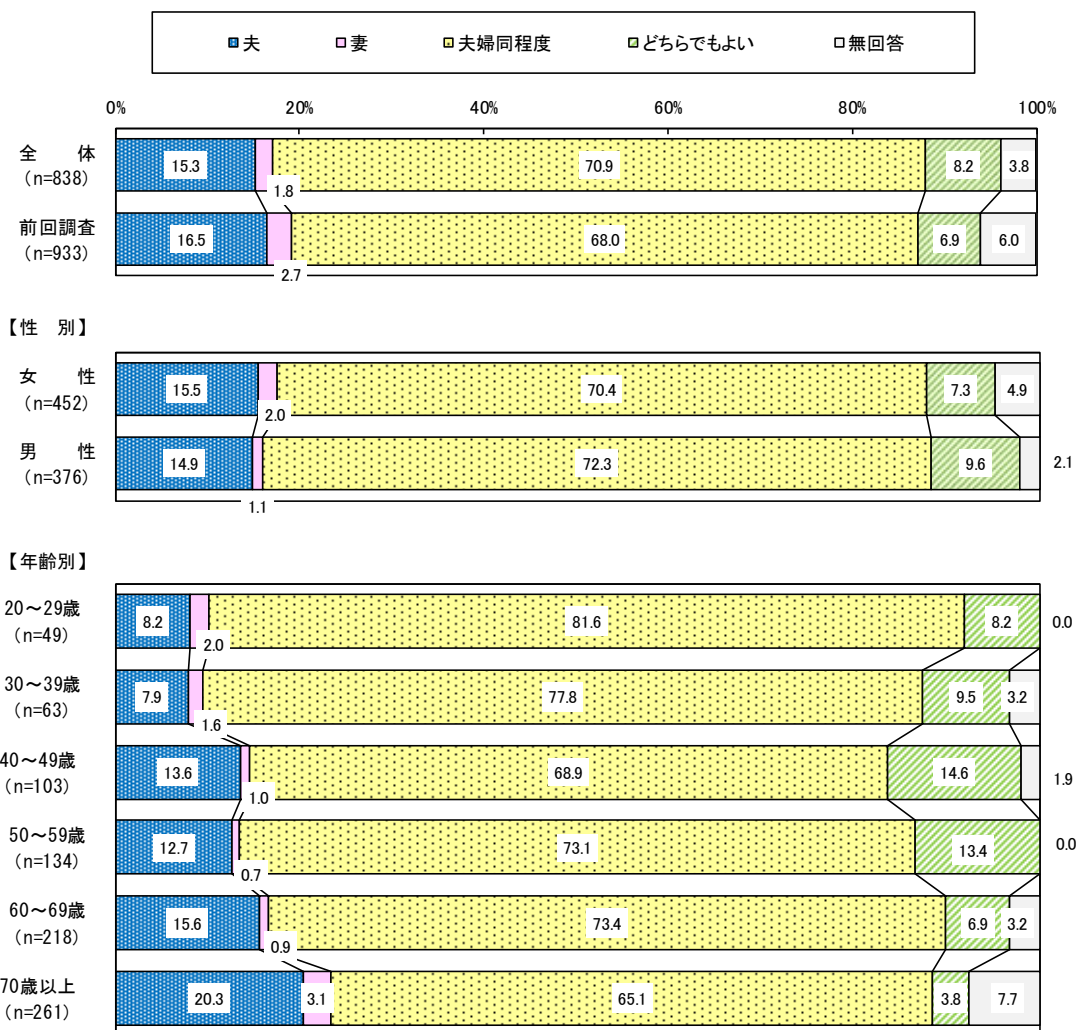 夫 妻 夫婦同程度 どちらでもよい 無回答
0% 20% 40% 60% 80% 100%
全 体
(n=838)
15.3 1.8 70.9 8.2 3.8
前回調査
(n=933)
16.5 2.7 68.0 6.9 6.0
【性 別】
女 性
(n=452)
15.5 2.0 70.4 7.3 4.9
男 性
(n=376)
14.9 1.1 72.3 9.6 2.1
【年齢別】
20～29歳
(n=49)
8.2 2.0 81.6 8.2 0.0
30～39歳
(n=63)
7.9 1.6 77.8 9.5 3.2
40～49歳
(n=103)
13.6 1.0 68.9 14.6 1.9
50～59歳
(n=134)
12.7 0.7 73.1 13.4 0.0
60～69歳
(n=218)
15.6 0.9 73.4 6.9 3.2
70歳以上
(n=261)
20.3 3.1 65.1 3.8 7.7